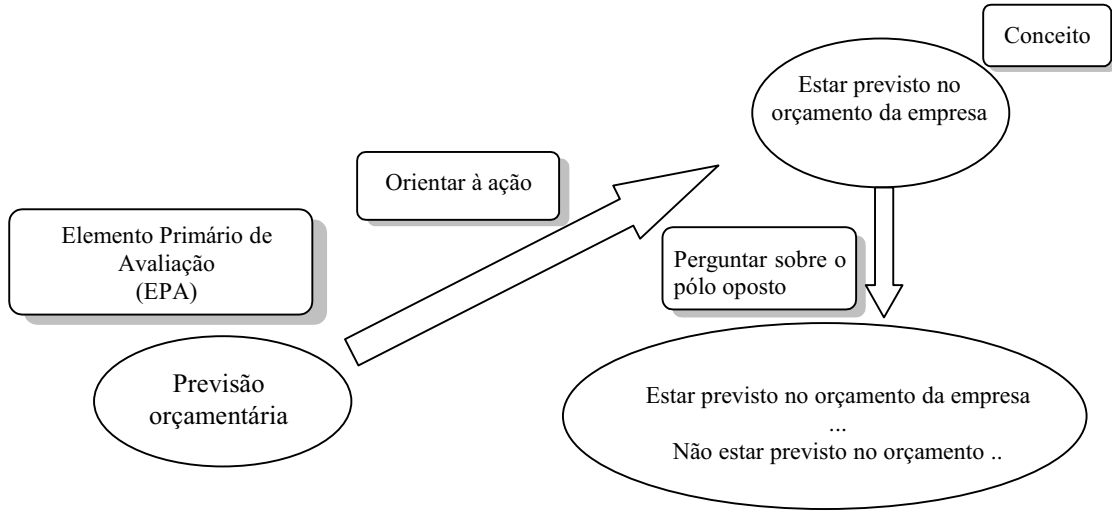 Conceito
Estar previsto no
orçamento da empresa
Orientar à ação
Elemento Primário de
Avaliação
(EPA)
Perguntar sobre o
pólo oposto
Previsão
orçamentária
Estar previsto no orçamento da empresa
...
Não estar previsto no orçamento ..